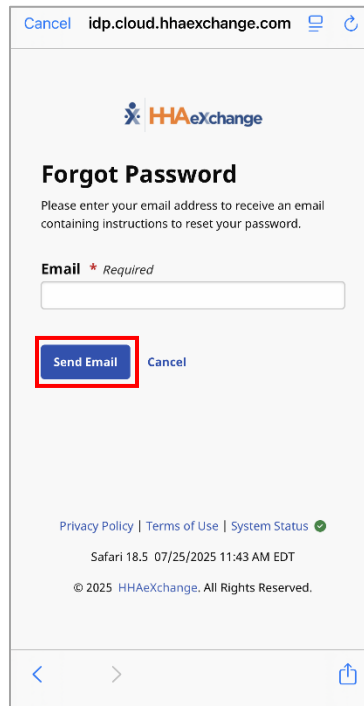 Cancel idp.cloud.hhaexchange.com
HHAeXchange
Forgot Password
Please enter your email address to receive an email
containing instructions to reset your password.
Email * Required
Send Email Cancel
Privacy Policy | Terms of Use | System Status
Safari 18.5 07/25/2025 11:43 AM EDT
© 2025 HHAeXchange. All Rights Reserved.